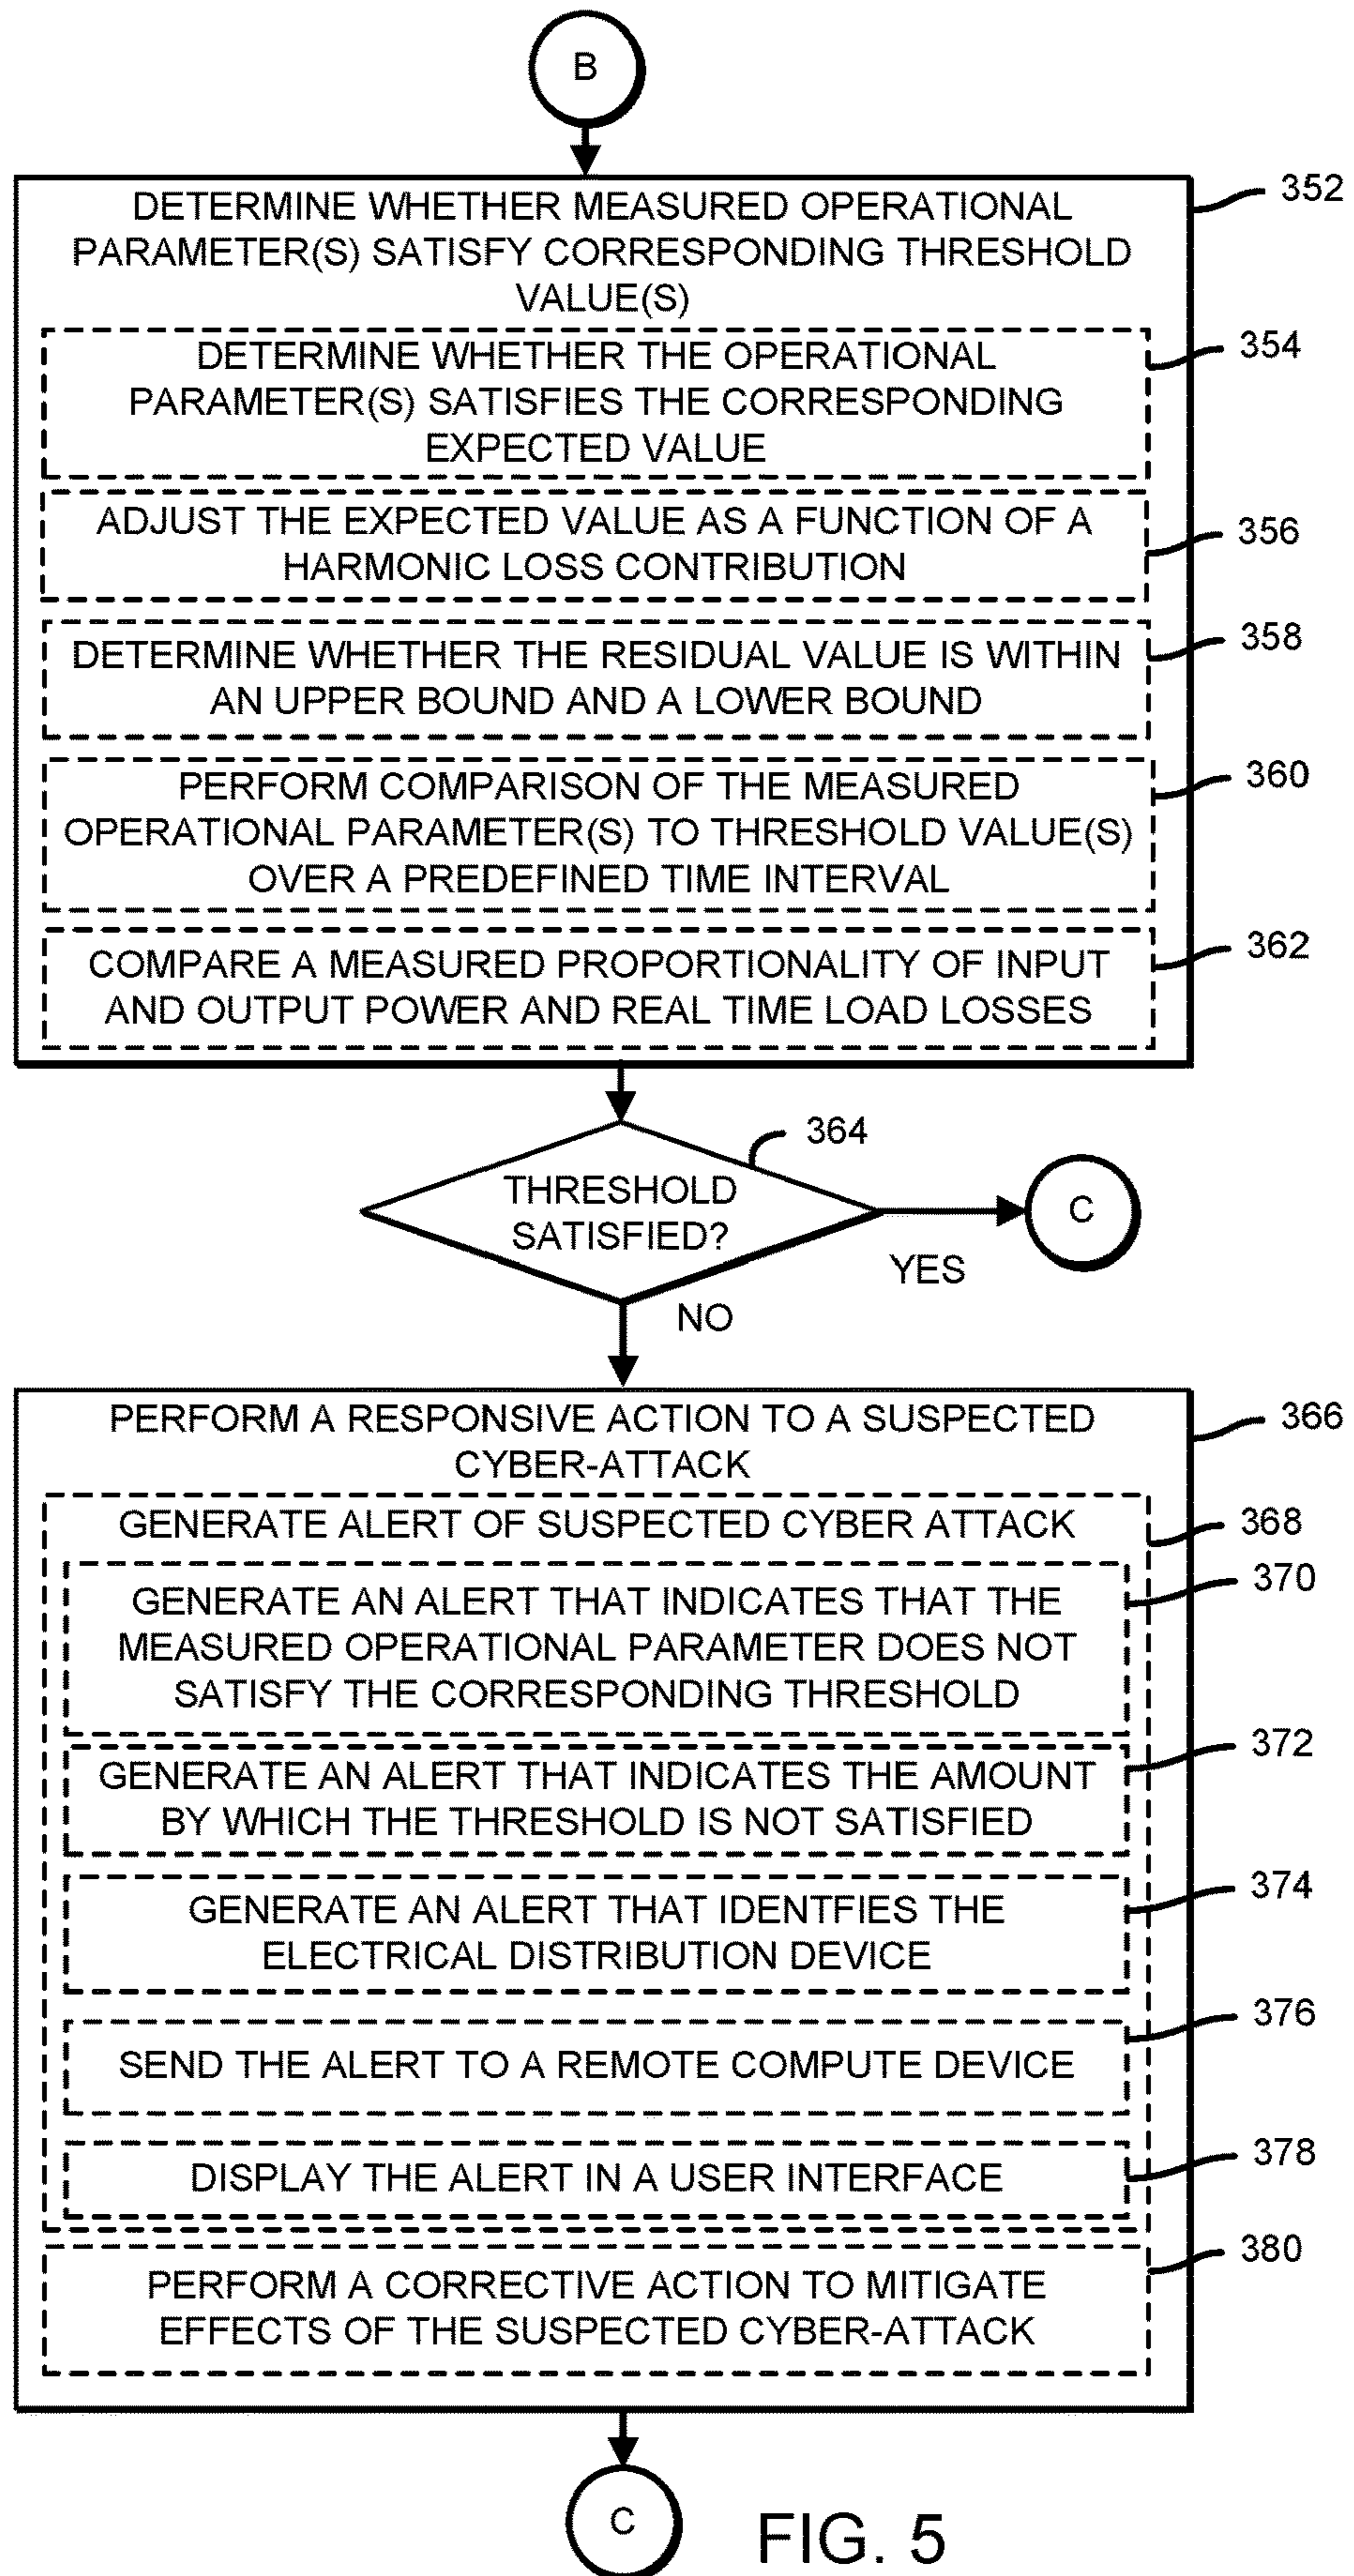 B
DETERMINE WHETHER MEASURED OPERATIONAL
PARAMETER(S) SATISFY CORRESPONDING THRESHOLD
VALUE(S)
352
DETERMINE WHETHER THE OPERATIONAL
PARAMETER(S) SATISFIES THE CORRESPONDING
EXPECTED VALUE
354
ADJUST THE EXPECTED VALUE AS A FUNCTION OF A
HARMONIC LOSS CONTRIBUTION
356
DETERMINE WHETHER THE RESIDUAL VALUE IS WITHIN
AN UPPER BOUND AND A LOWER BOUND
358
PERFORM COMPARISON OF THE MEASURED
OPERATIONAL PARAMETER(S) TO THRESHOLD VALUE(S)
OVER A PREDEFINED TIME INTERVAL
360
COMPARE A MEASURED PROPORTIONALITY OF INPUT
AND OUTPUT POWER AND REAL TIME LOAD LOSSES
362
364
THRESHOLD
SATISFIED?
C
YES
NO
PERFORM A RESPONSIVE ACTION TO A SUSPECTED
CYBER-ATTACK
366
GENERATE ALERT OF SUSPECTED CYBER ATTACK
368
GENERATE AN ALERT THAT INDICATES THAT THE
MEASURED OPERATIONAL PARAMETER DOES NOT
SATISFY THE CORRESPONDING THRESHOLD
370
GENERATE AN ALERT THAT INDICATES THE AMOUNT
BY WHICH THE THRESHOLD IS NOT SATISFIED
372
GENERATE AN ALERT THAT IDENTFIES THE
ELECTRICAL DISTRIBUTION DEVICE
374
SEND THE ALERT TO A REMOTE COMPUTE DEVICE
376
DISPLAY THE ALERT IN A USER INTERFACE
378
PERFORM A CORRECTIVE ACTION TO MITIGATE
EFFECTS OF THE SUSPECTED CYBER-ATTACK
380
C
FIG. 5